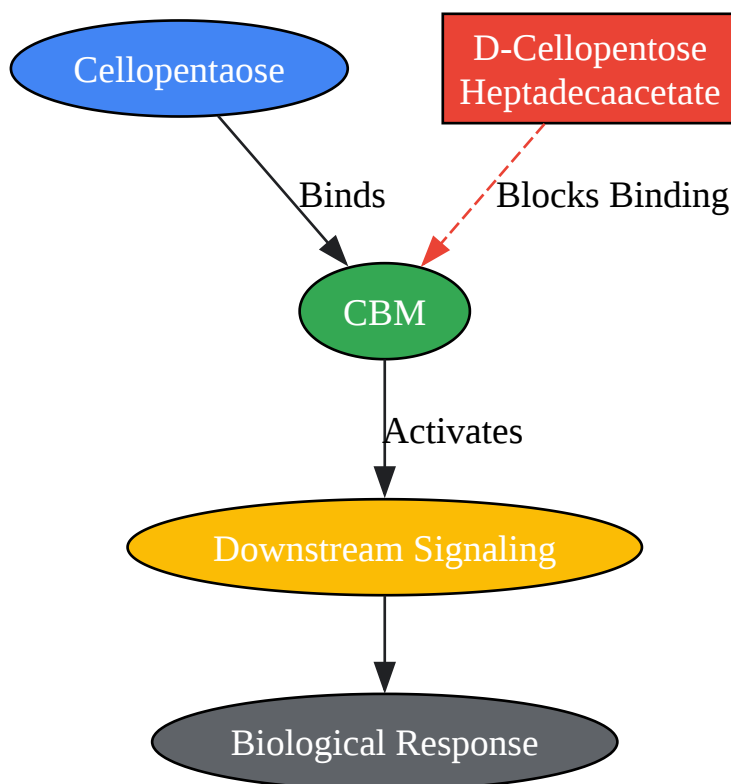 Cellopentaose
D-Cellopentose
Heptadecaacetate
Binds
Blocks Binding
CBM
Activates
Downstream Signaling
Biological Response